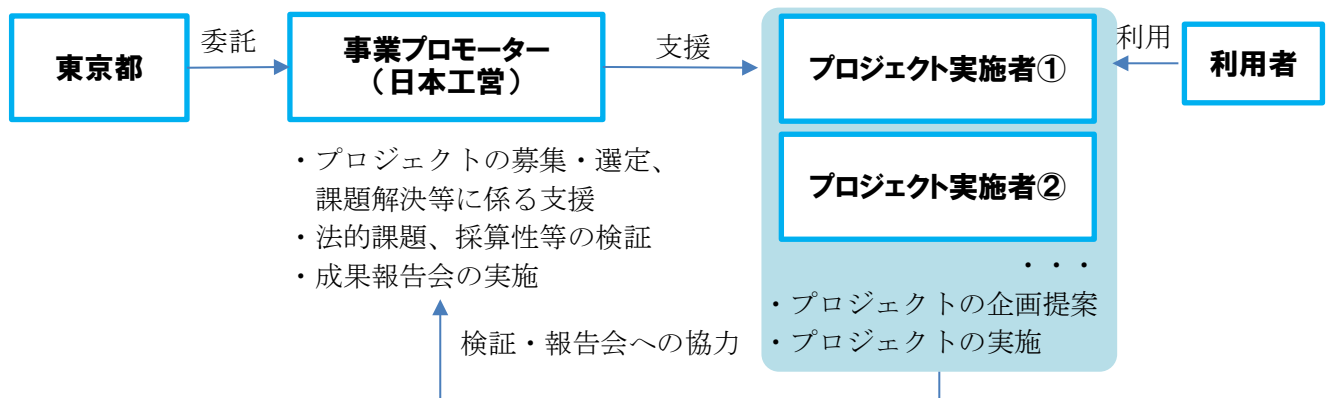 東京都
委託
事業プロモーター
(日本工営)
支援
プロジェクト実施者①
利用
利用者
プロジェクト実施者②
・・・
・プロジェクトの募集・選定、
課題解決等に係る支援
・法的課題、採算性等の検証
・成果報告会の実施
・プロジェクトの企画提案
・プロジェクトの実施
検証・報告会への協力